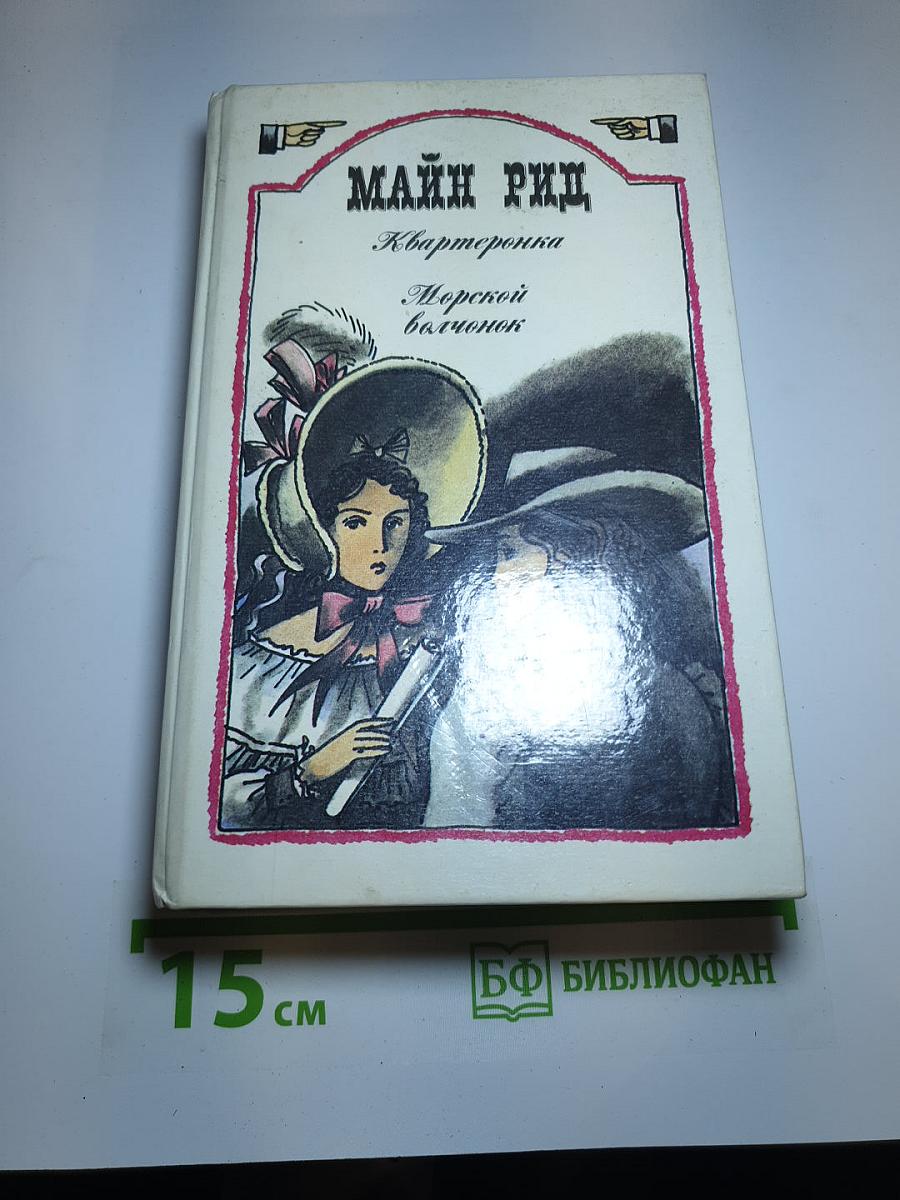 МАЙН РИД
Квартеронка
Морской
волчонок
15 см
БФ БИБЛИОФАН